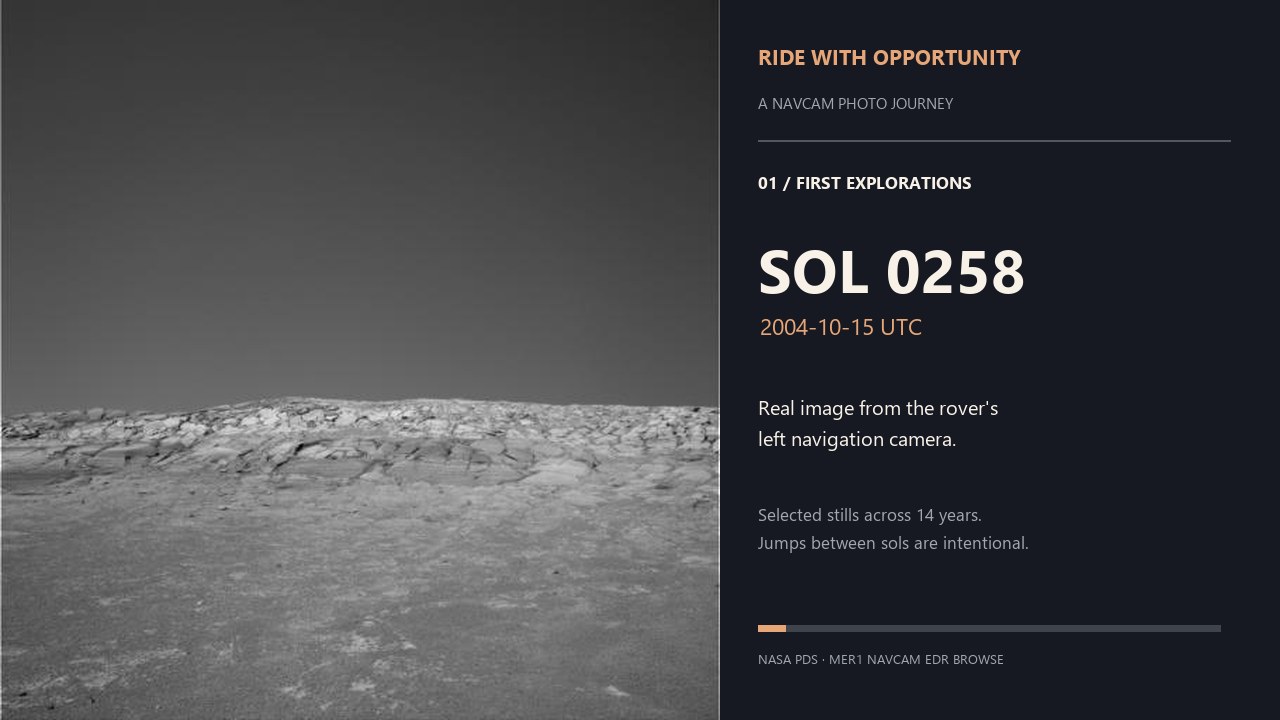 RIDE WITH OPPORTUNITY
A NAVCAM PHOTO JOURNEY
01 / FIRST EXPLORATIONS
SOL 0258
2004-10-15 UTC
Real image from the rover's
left navigation camera.
Selected stills across 14 years.
Jumps between sols are intentional.
NASA PDS · MER1 NAVCAM EDR BROWSE